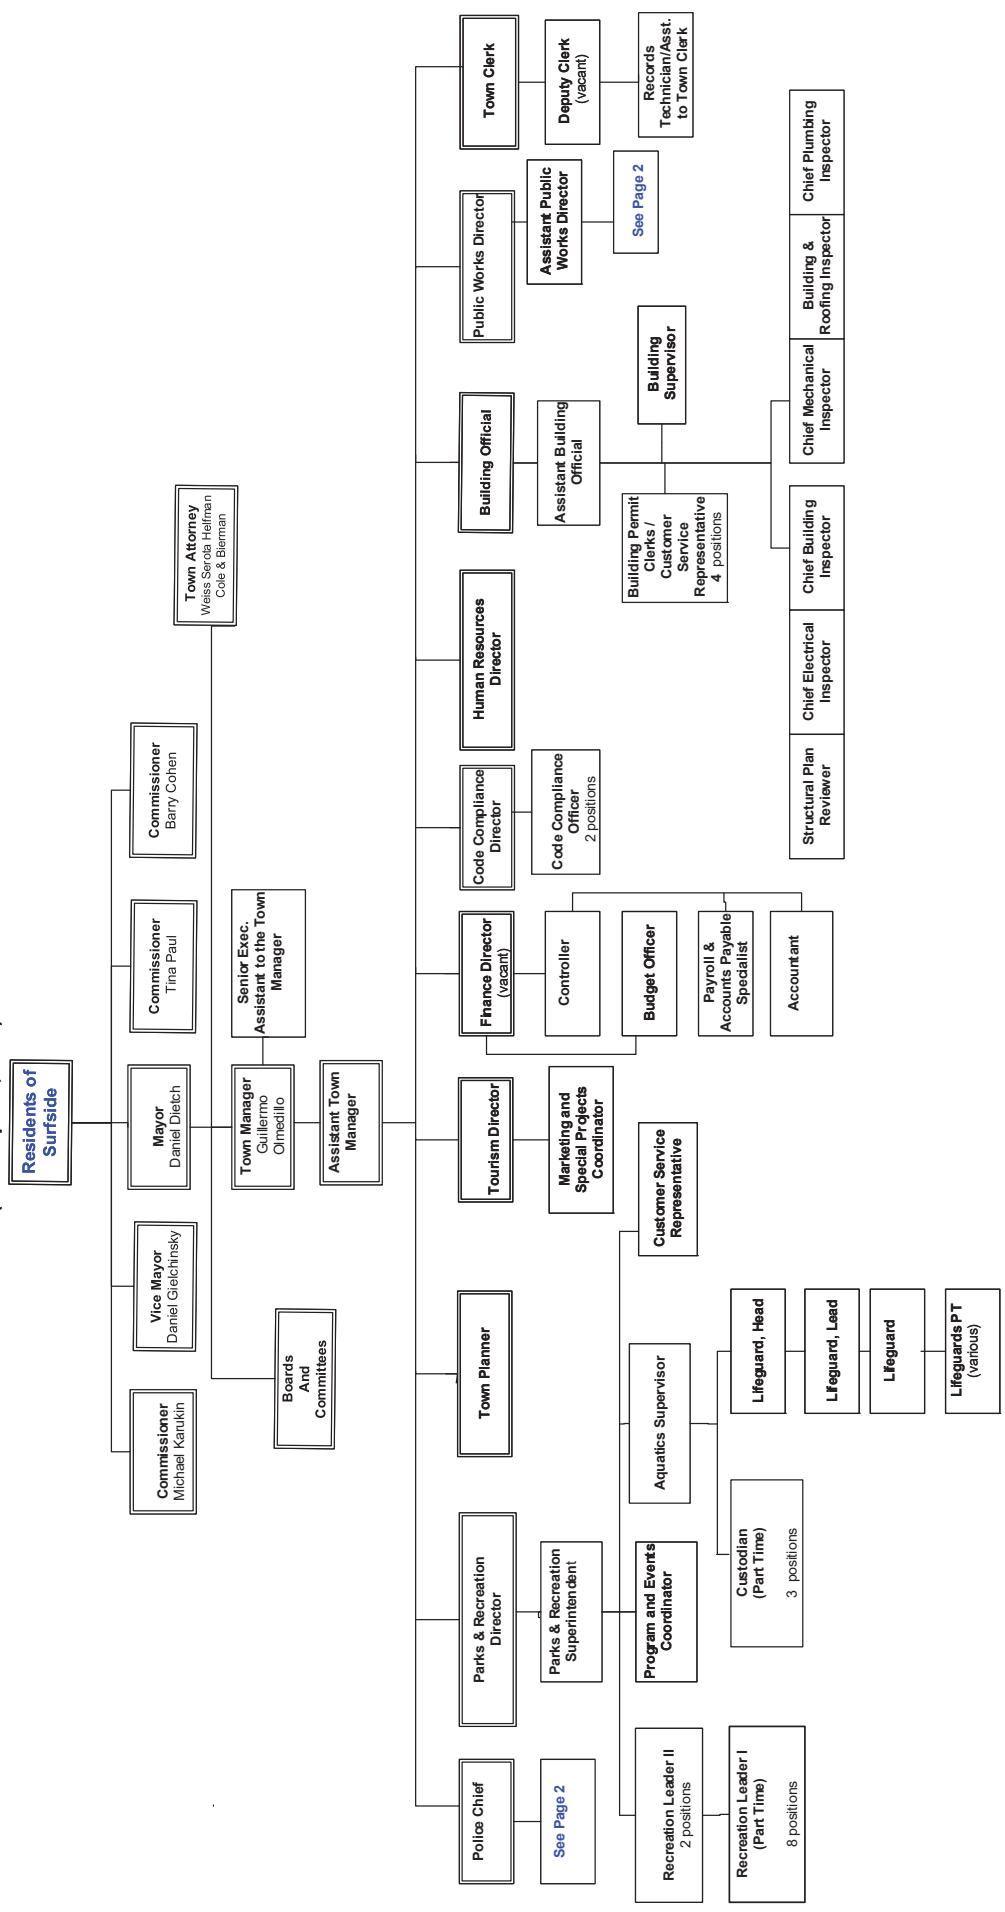 Residents of
Surfside
Commissioner
Michael Karukin
Vice Mayor
Daniel Gielchinsky
Mayor
Daniel Dietch
Commissioner
Tina Paul
Commissioner
Barry Cohen
Town Attorney
Weiss Serota Helfman
Cole & Bierman
Boards
And
Committees
Town Manager
Guillermo
Olmedillo
Senior Exec.
Assistant to the Town
Manager
Assistant Town
Manager
Police Chief
See Page 2
Parks & Recreation
Director
Parks & Recreation
Superintendent
Recreation Leader II
2 positions
Recreation Leader I
(Part Time)
8 positions
Program and Events
Coordinator
Aquatics Supervisor
Custodian
(Part Time)
3 positions
Lifeguard, Head
Lifeguard, Lead
Lifeguard
Lifeguards PT
(various)
Customer Service
Representative
Town Planner
Tourism Director
Marketing and
Special Projects
Coordinator
Finance Director
(vacant)
Controller
Budget Officer
Payroll &
Accounts Payable
Specialist
Accountant
Code Compliance
Director
Code Compliance
Officer
2 positions
Human Resources
Director
Building Official
Assistant Building
Official
Building Permit
Clerks /
Customer
Service
Representative
4 positions
Building
Supervisor
Structural Plan
Reviewer
Chief Electrical
Inspector
Chief Building
Inspector
Chief Mechanical
Inspector
Building &
Roofing Inspector
Chief Plumbing
Inspector
Public Works Director
Assistant Public
Works Director
See Page 2
Town Clerk
Deputy Clerk
(vacant)
Records
Technician/Asst.
to Town Clerk